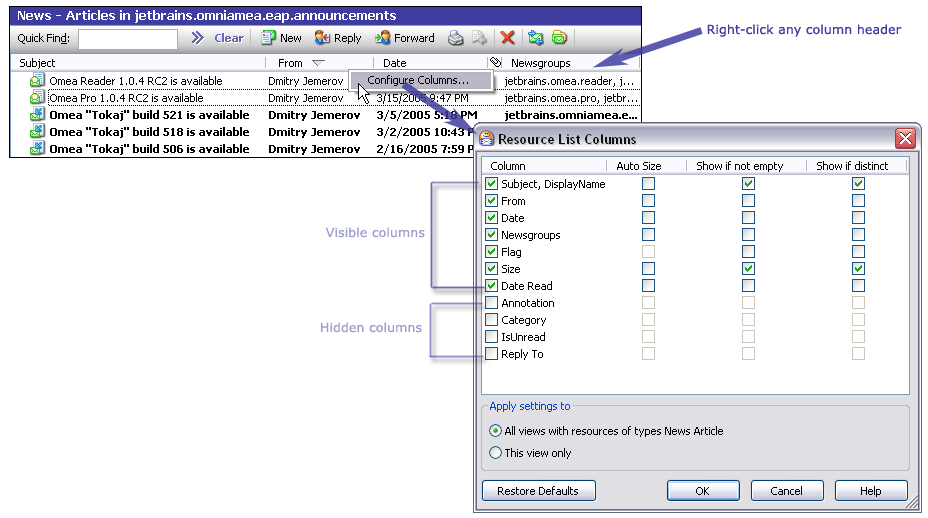 News - Articles in jetbrains.omniamea.eap.announcements
Quick Find: Clear New Reply Forward
Right-click any column header
Subject From Date Newsgroups
Omea Reader 1.0.4 RC2 is available Dmitry Jemerov jetbrains.omea.reader, j...
Configure Columns...
Omea Pro 1.0.4 RC2 is available Dmitry Jemerov 3/15/2005 9:47 PM jetbrains.omea.pro, jetbr...
Omea "Tokaj" build 521 is available Dmitry Jemerov 3/5/2005 5:18 PM jetbrains.omniamea.e...
Omea "Tokaj" build 518 is available Dmitry Jemerov 3/2/2005 10:43 P
Omea "Tokaj" build 506 is available Dmitry Jemerov 2/16/2005 7:59 P
Resource List Columns
Column Auto Size Show if not empty Show if distinct
Subject, DisplayName
From
Date
Newsgroups
Flag
Size
Date Read
Annotation
Category
IsUnread
Reply To
Visible columns
Hidden columns
Apply settings to
All views with resources of types News Article
This view only
Restore Defaults OK Cancel Help